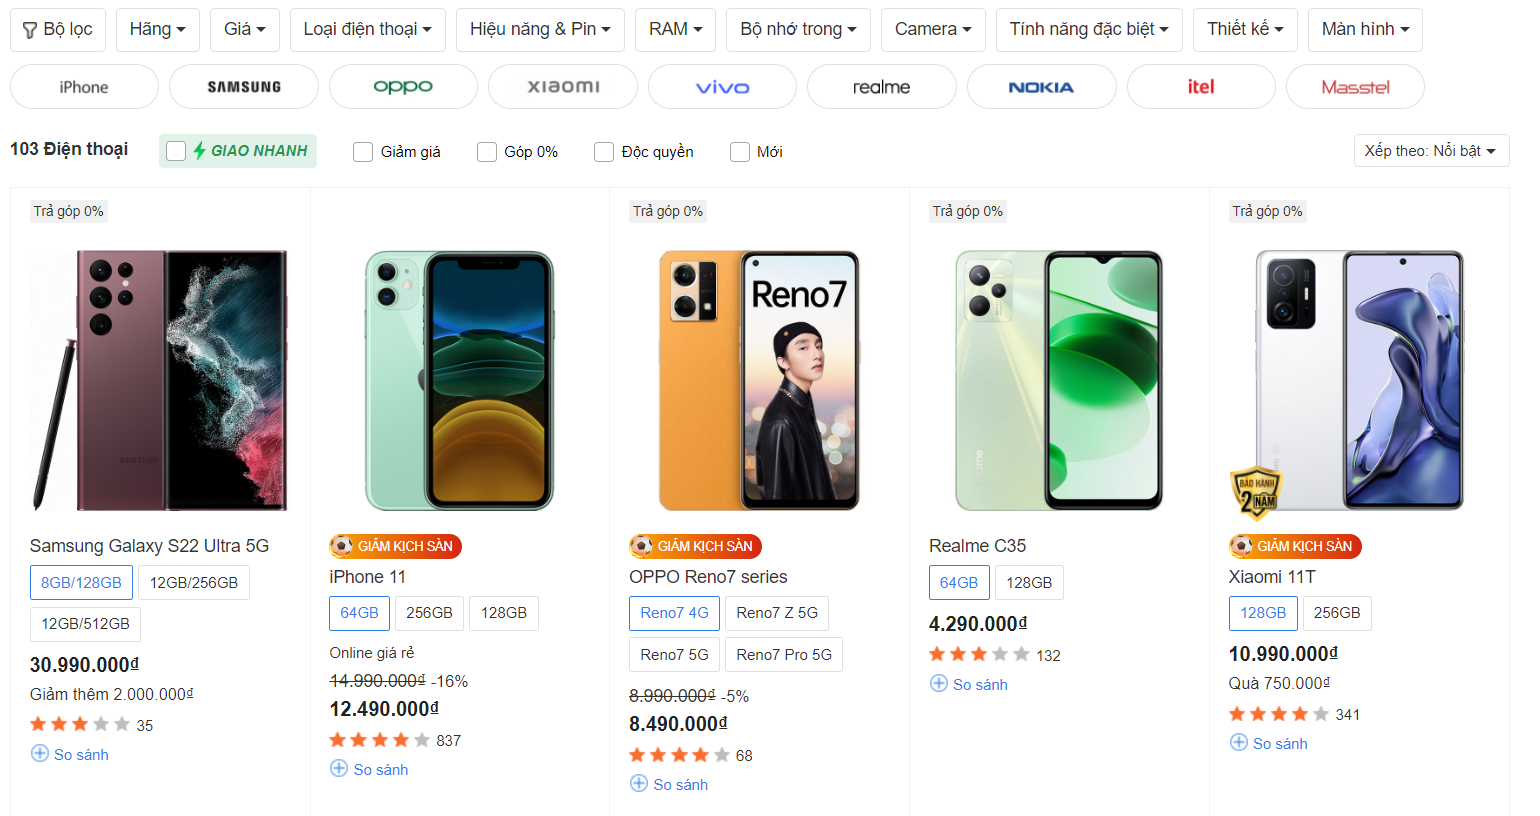 Bộ lọc
Hãng
Giá
Loại điện thoại
Hiệu năng & Pin
RAM
Bộ nhớ trong
Camera
Tính năng đặc biệt
Thiết kế
Màn hình
iPhone
SAMSUNG
oppo
xiaomi
vivo
realme
NOKIA
itel
Masstel
103 Điện thoại
GIAO NHANH
Giảm giá
Góp 0%
Độc quyền
Mới
Xếp theo: Nổi bật
Trả góp 0%
SAMSUNG
Samsung Galaxy S22 Ultra 5G
8GB/128GB
12GB/256GB
12GB/512GB
30.990.000₫
Giảm thêm 2.000.000₫
35
So sánh
GIẢM KỊCH SÀN
iPhone 11
64GB
256GB
128GB
Online giá rẻ
14.990.000₫ -16%
12.490.000₫
837
So sánh
Trả góp 0%
Reno7
GIẢM KỊCH SÀN
OPPO Reno7 series
Reno7 4G
Reno7 Z 5G
Reno7 5G
Reno7 Pro 5G
8.990.000₫ -5%
8.490.000₫
68
So sánh
Trả góp 0%
realme
Realme C35
64GB
128GB
4.290.000₫
132
So sánh
Trả góp 0%
BẢO HÀNH
2 NĂM
GIẢM KỊCH SÀN
Xiaomi 11T
128GB
256GB
10.990.000₫
Quà 750.000₫
341
So sánh